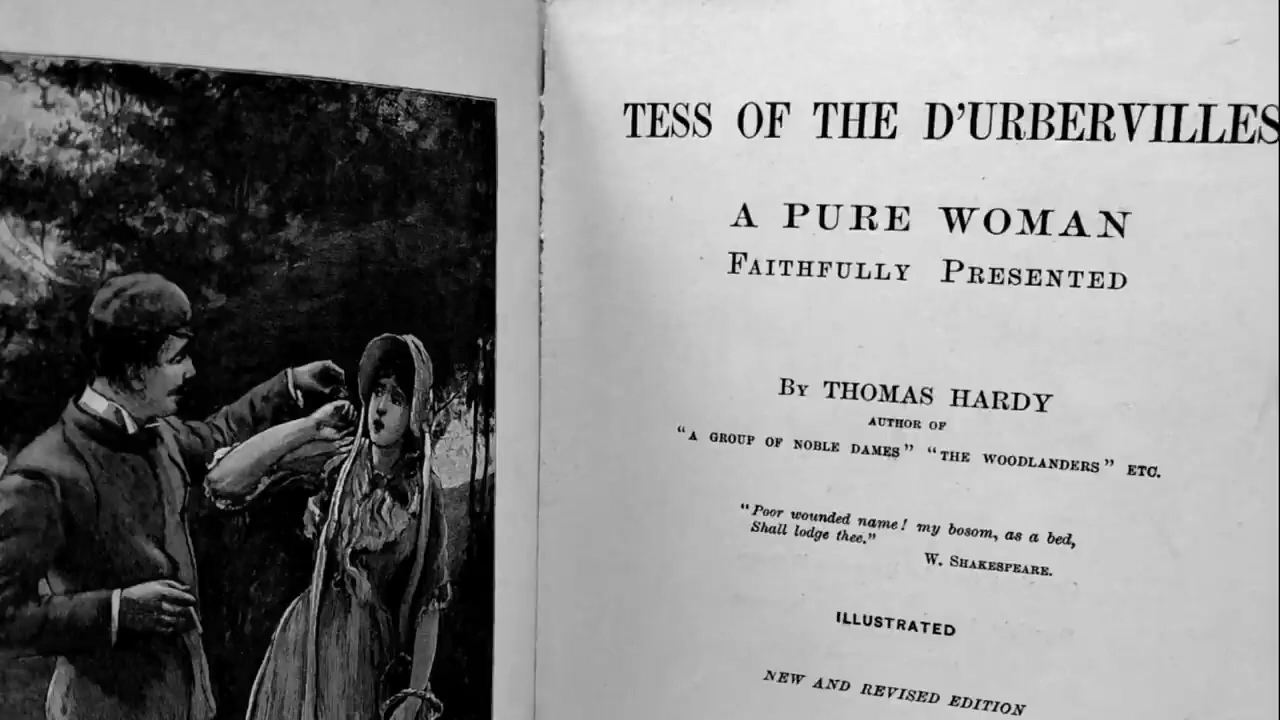 TESS OF THE D'URBERVILLES
A PURE WOMAN
FAITHFULLY PRESENTED
BY THOMAS HARDY
AUTHOR OF
"A GROUP OF NOBLE DAMES" "THE WOODLANDERS" ETC.
"Poor wounded name! my bosom, as a bed,
Shall lodge thee."
W. SHAKESPEARE.
ILLUSTRATED
NEW AND REVISED EDITION